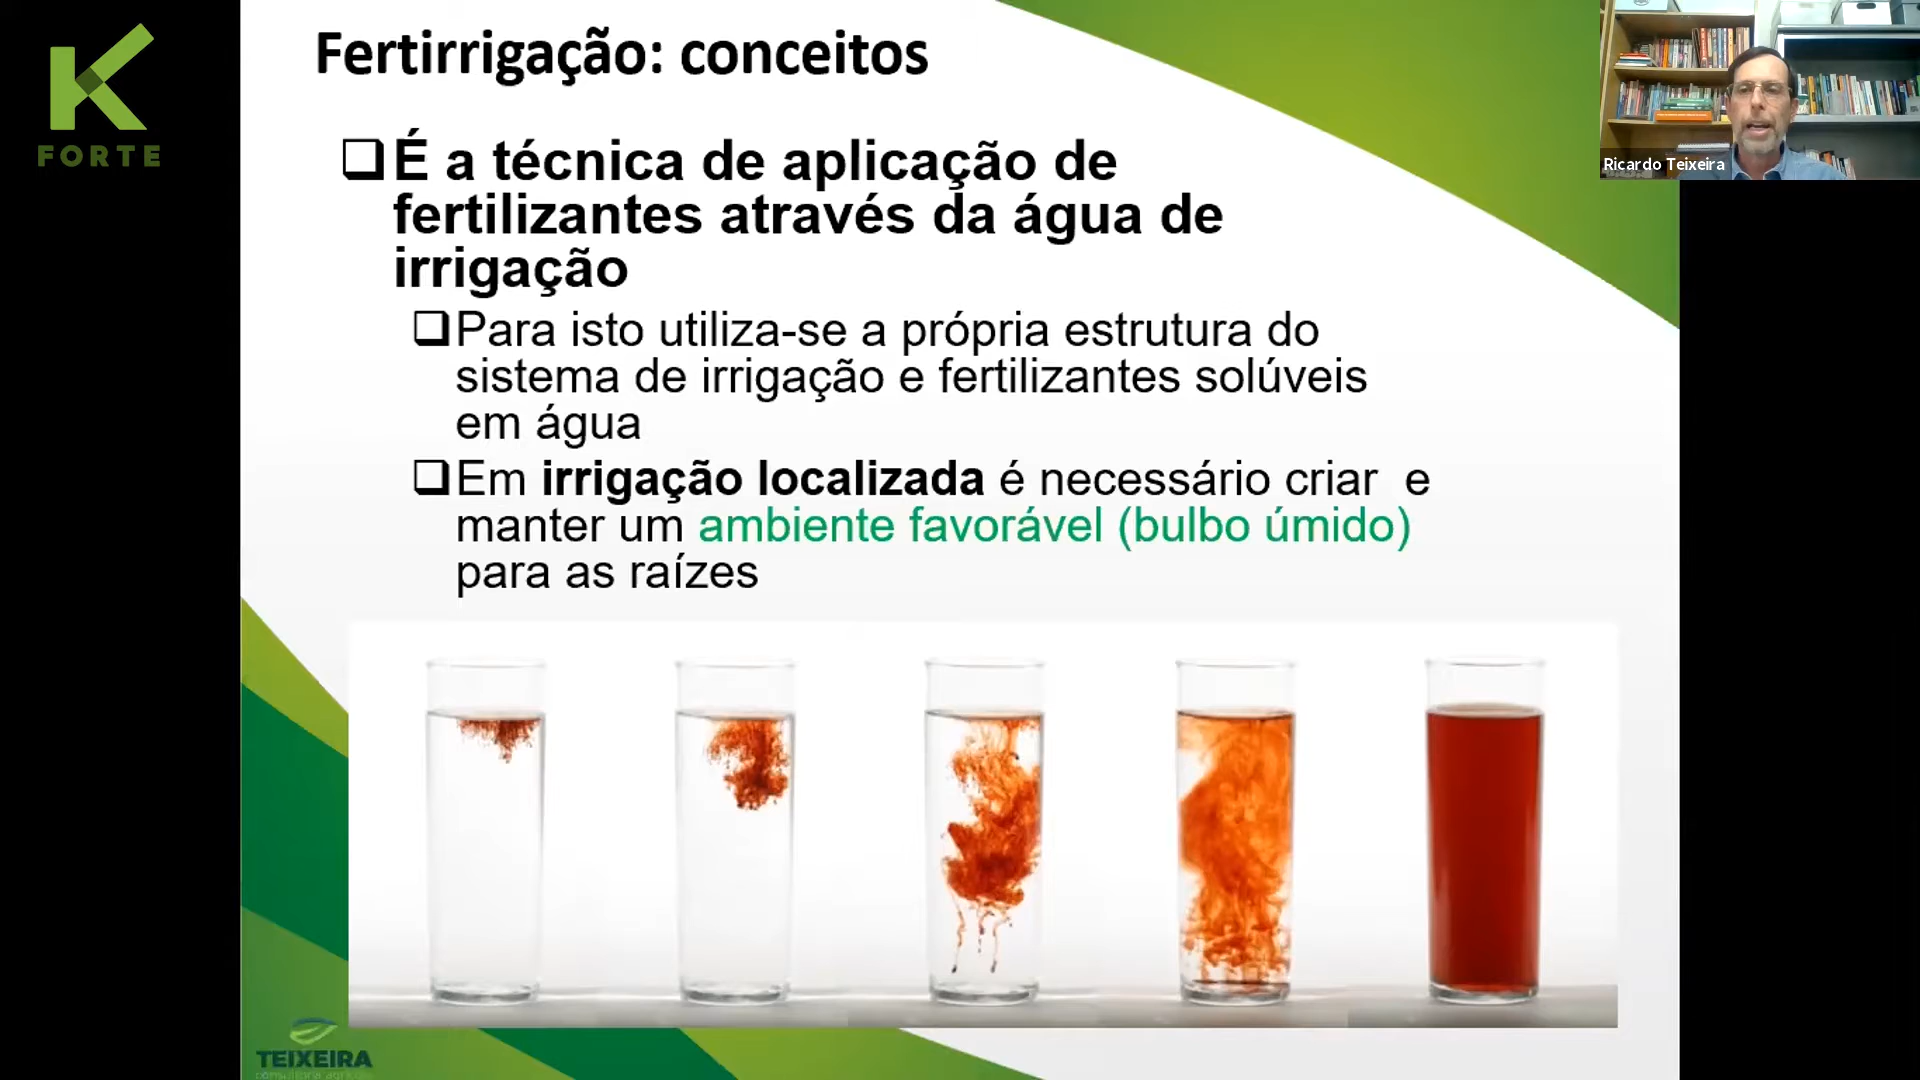 K
FORTE
Fertirrigação: conceitos
É a técnica de aplicação de
fertilizantes através da água de
irrigação
Para isto utiliza-se a própria estrutura do
sistema de irrigação e fertilizantes solúveis
em água
Em irrigação localizada é necessário criar e
manter um ambiente favorável (bulbo úmido)
para as raízes
Ricardo Teixeira
TEIXEIRA